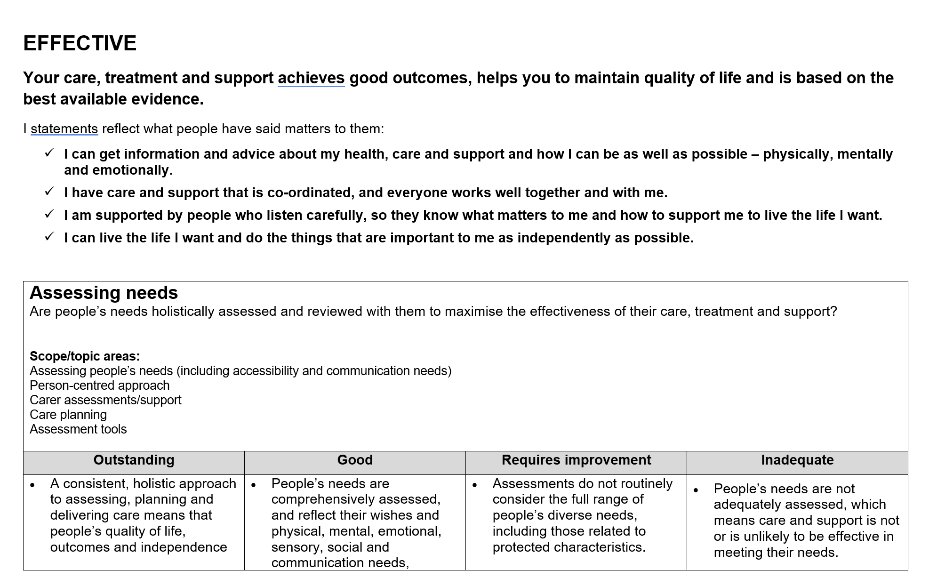 EFFECTIVE
Your care, treatment and support achieves good outcomes, helps you to maintain quality of life and is based on the
best available evidence.
I statements reflect what people have said matters to them:
✓ I can get information and advice about my health, care and support and how I can be as well as possible – physically, mentally
and emotionally.
✓ I have care and support that is co-ordinated, and everyone works well together and with me.
✓ I am supported by people who listen carefully, so they know what matters to me and how to support me to live the life I want.
✓ I can live the life I want and do the things that are important to me as independently as possible.
Assessing needs
Are people's needs holistically assessed and reviewed with them to maximise the effectiveness of their care, treatment and support?
Scope/topic areas:
Assessing people's needs (including accessibility and communication needs)
Person-centred approach
Carer assessments/support
Care planning
Assessment tools
Outstanding
• A consistent, holistic approach
to assessing, planning and
delivering care means that
people's quality of life,
outcomes and independence
Good
• People's needs are
comprehensively assessed,
and reflect their wishes and
physical, mental, emotional,
sensory, social and
communication needs,
Requires improvement
• Assessments do not routinely
consider the full range of
people's diverse needs,
including those related to
protected characteristics.
Inadequate
• People's needs are not
adequately assessed, which
means care and support is not
or is unlikely to be effective in
meeting their needs.